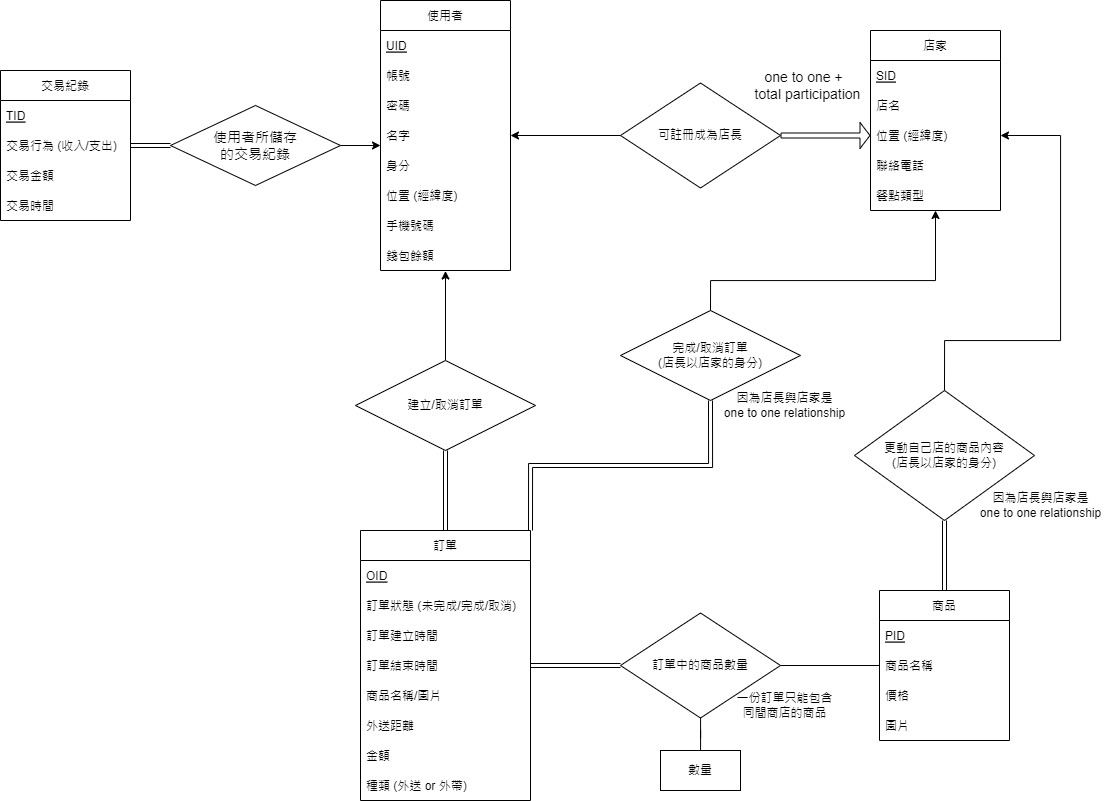 使用者
UID
帳號
密碼
名字
身分
位置 (經緯度)
手機號碼
錢包餘額
店家
SID
店名
位置 (經緯度)
聯絡電話
餐點類型
交易紀錄
TID
交易行為 (收入/支出)
交易金額
交易時間
使用者所儲存
的交易紀錄
可註冊成為店長
one to one +
total participation
建立/取消訂單
完成/取消訂單
(店長以店家的身分)
因為店長與店家是
one to one relationship
更動自己店的商品內容
(店長以店家的身分)
因為店長與店家是
one to one relationship
訂單
OID
訂單狀態 (未完成/完成/取消)
訂單建立時間
訂單結束時間
商品名稱/圖片
外送距離
金額
種類 (外送 or 外帶)
訂單中的商品數量
一份訂單只能包含
同間商店的商品
數量
商品
PID
商品名稱
價格
圖片